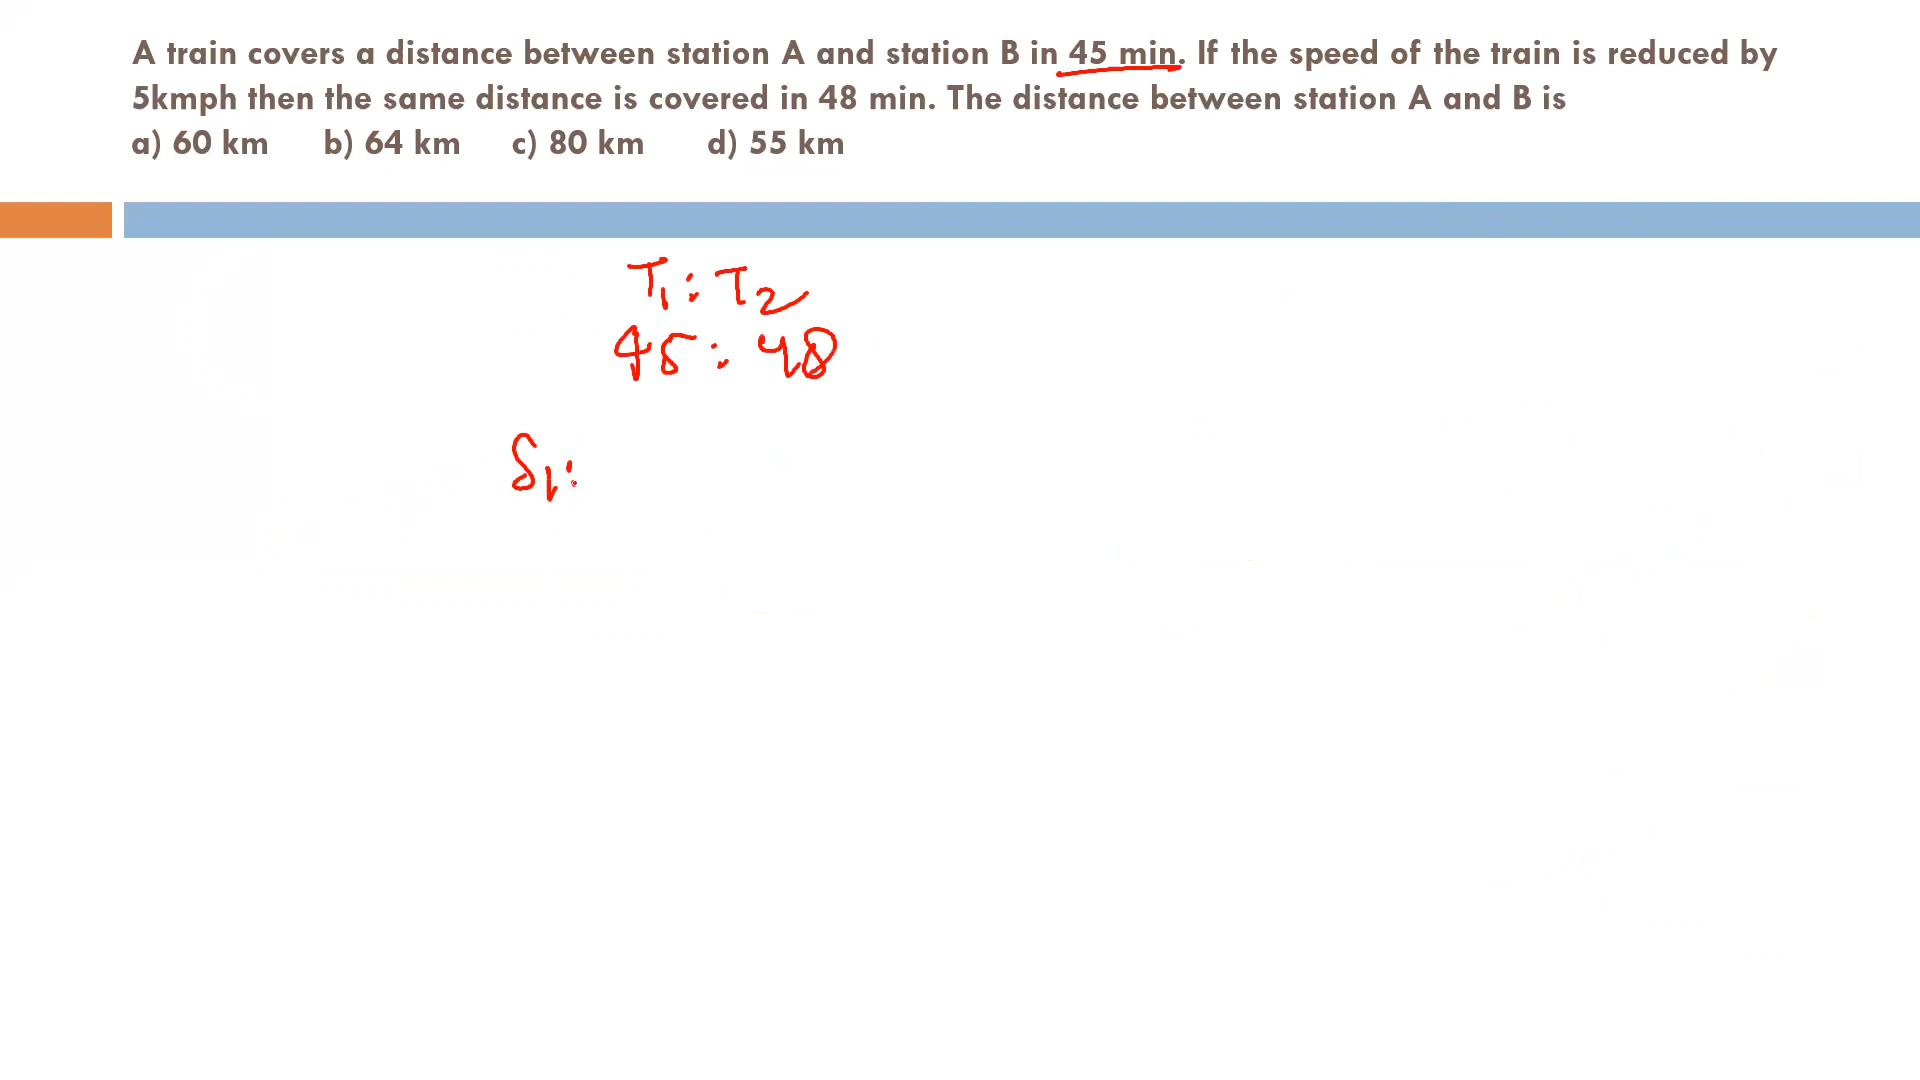 A train covers a distance between station A and station B in 45 min. If the speed of the train is reduced by
5kmph then the same distance is covered in 48 min. The distance between station A and B is
a) 60 km b) 64 km c) 80 km d) 55 km
T1 : T2
45 : 48
S1 :